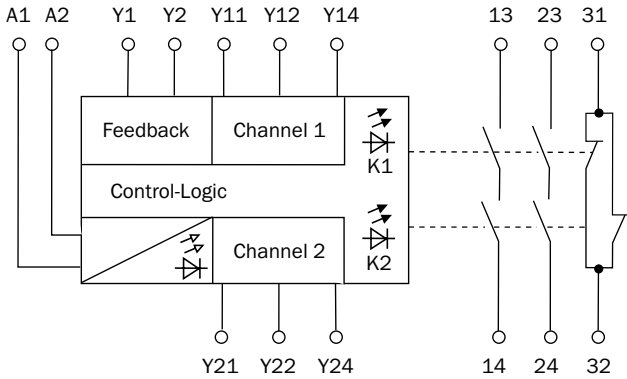 A1 A2 Y1 Y2 Y11 Y12 Y14 13 23 31
Feedback Channel 1
K1
Control-Logic
Channel 2 K2
Y21 Y22 Y24 14 24 32